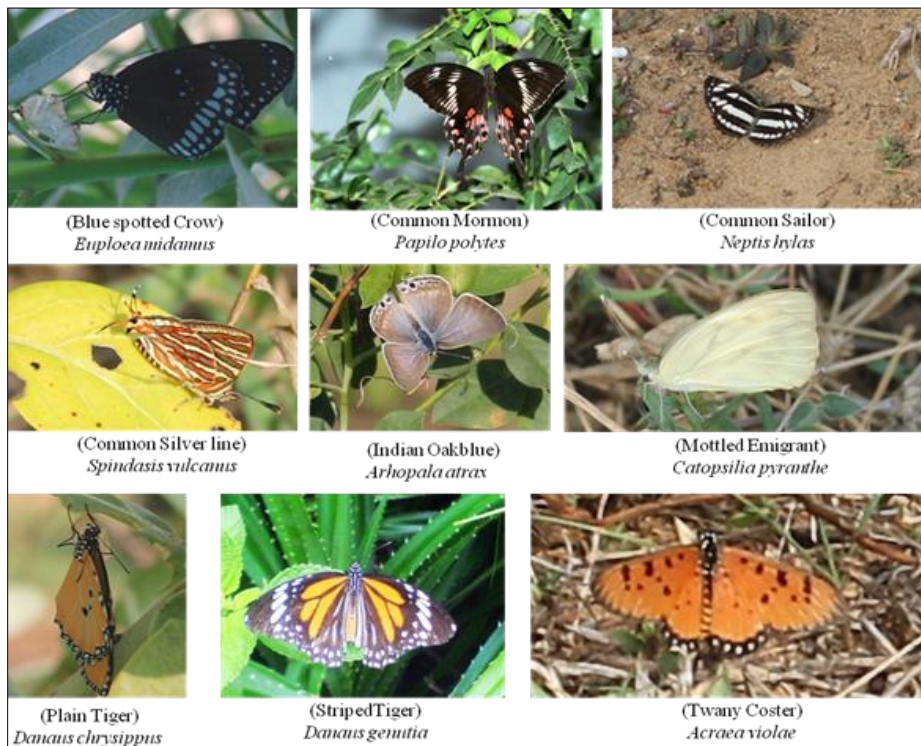 (Blue spotted Crow)
Euploea midamus
(Common Mormon)
Papilo polytes
(Common Sailor)
Neptis hylas
(Common Silver line)
Spindasis vulcanus
(Indian Oakblue)
Arhopala atrax
(Mottled Emigrant)
Catopsilia pyranthe
(Plain Tiger)
Danaus chrysippus
(StripedTiger)
Danaus genutia
(Twany Coster)
Acraea violae